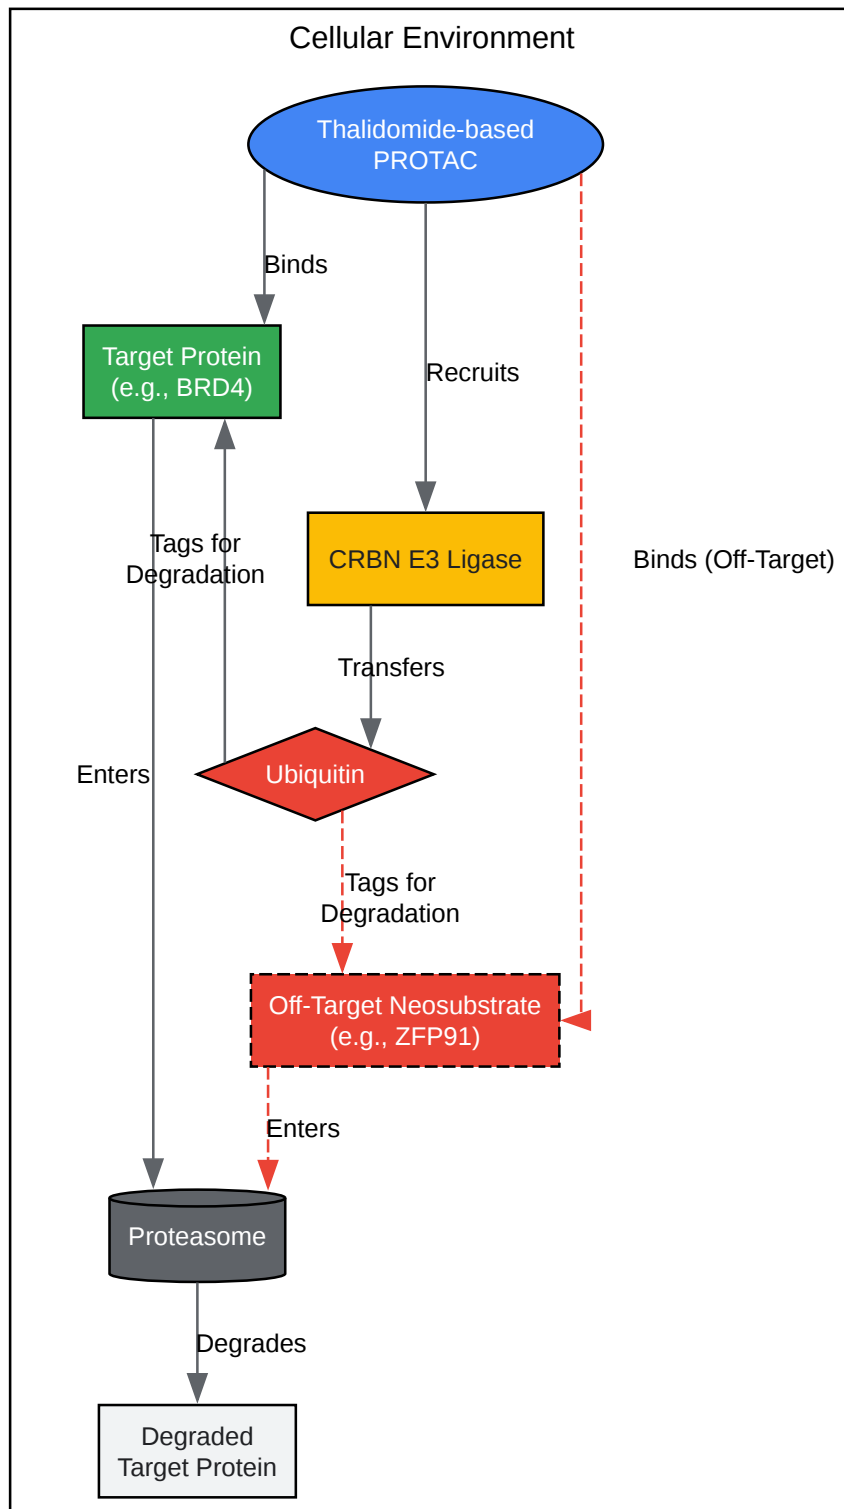 Cellular Environment
Thalidomide-based
PROTAC
Binds
Target Protein
(e.g., BRD4)
Recruits
Tags for
Degradation
CRBN E3 Ligase
Binds (Off-Target)
Transfers
Enters
Ubiquitin
Tags for
Degradation
Off-Target Neosubstrate
(e.g., ZFP91)
Enters
Proteasome
Degrades
Degraded
Target Protein